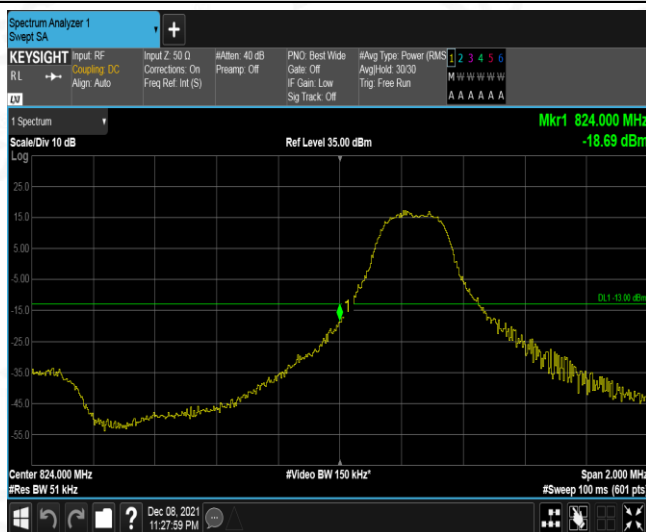 Spectrum Analyzer 1
Swept SA
+
KEYSIGHT
RL
LXI
Input: RF
Coupling: DC
Align: Auto
Input Z: 50 Ω
Corrections: On
Freq Ref: Int (S)
#Atten: 40 dB
Preamp: Off
PNO: Best Wide
Gate: Off
IF Gain: Low
Sig Track: Off
#Avg Type: Power (RMS
Avg|Hold: 30/30
Trig: Free Run
1 2 3 4 5 6
M W W W W W
A A A A A A
1 Spectrum
Scale/Div 10 dB
Ref Level 35.00 dBm
Mkr1 824.000 MHz
-18.69 dBm
Log
25.0
15.0
5.00
-5.00
-15.0
-25.0
-35.0
-45.0
-55.0
1
DL1 -13.00 dBm
Center 824.000 MHz
#Res BW 51 kHz
#Video BW 150 kHz*
Span 2.000 MHz
#Sweep 100 ms (601 pts)
?
Dec 08, 2021
11:27:59 PM